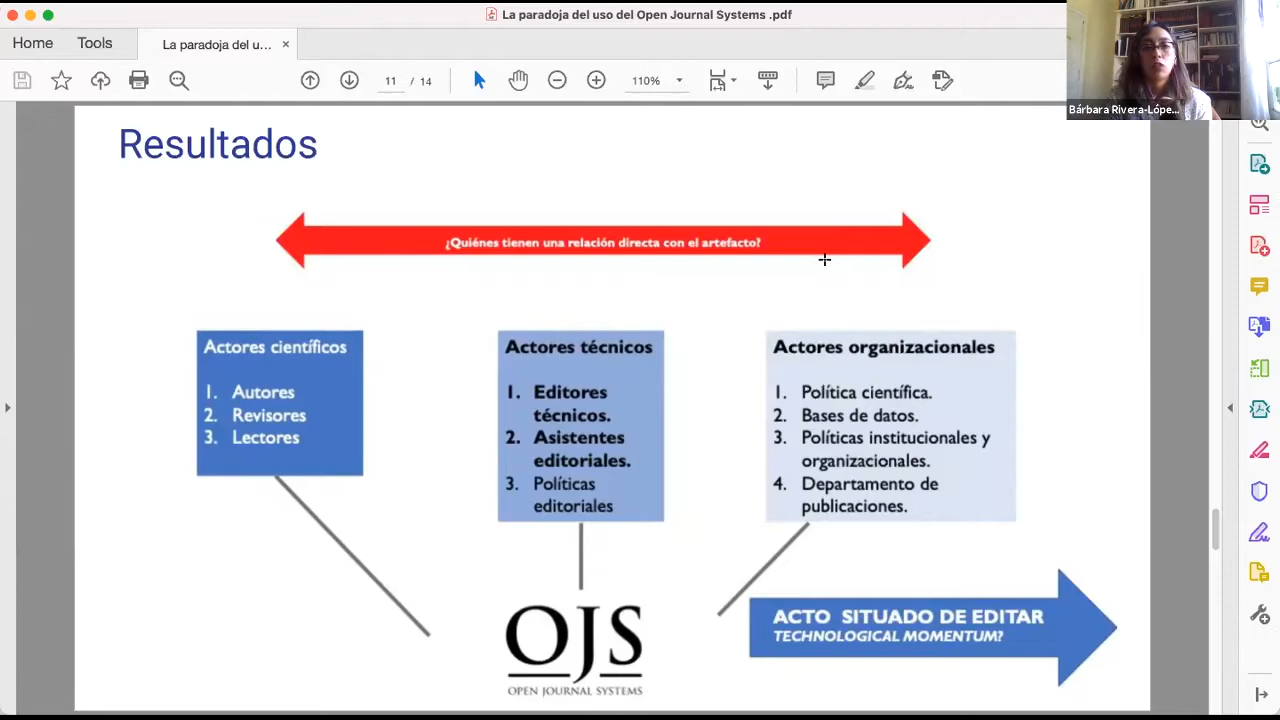 La paradoja del uso del Open Journal Systems .pdf
Home
Tools
La paradoja del u...
11 / 14
110%
Bárbara Rivera-Lópe...
Resultados
¿Quiénes tienen una relación directa con el artefacto?
Actores científicos
1. Autores
2. Revisores
3. Lectores
Actores técnicos
1. Editores
técnicos.
2. Asistentes
editoriales.
3. Políticas
editoriales
Actores organizacionales
1. Política científica.
2. Bases de datos.
3. Políticas institucionales y
organizacionales.
4. Departamento de
publicaciones.
OJS
OPEN JOURNAL SYSTEMS
ACTO SITUADO DE EDITAR
TECHNOLOGICAL MOMENTUM?